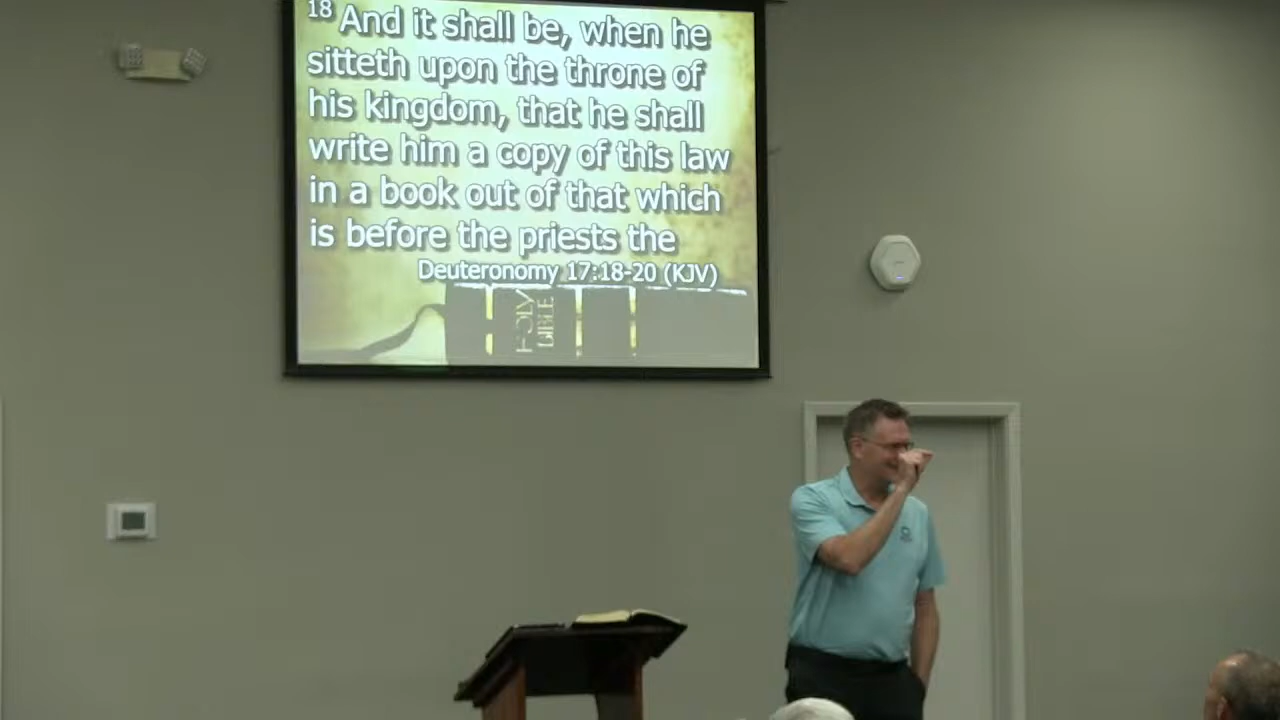 18 And it shall be, when he
sitteth upon the throne of
his kingdom, that he shall
write him a copy of this law
in a book out of that which
is before the priests the
Deuteronomy 17:18-20 (KJV)
HOLY
BIBLE